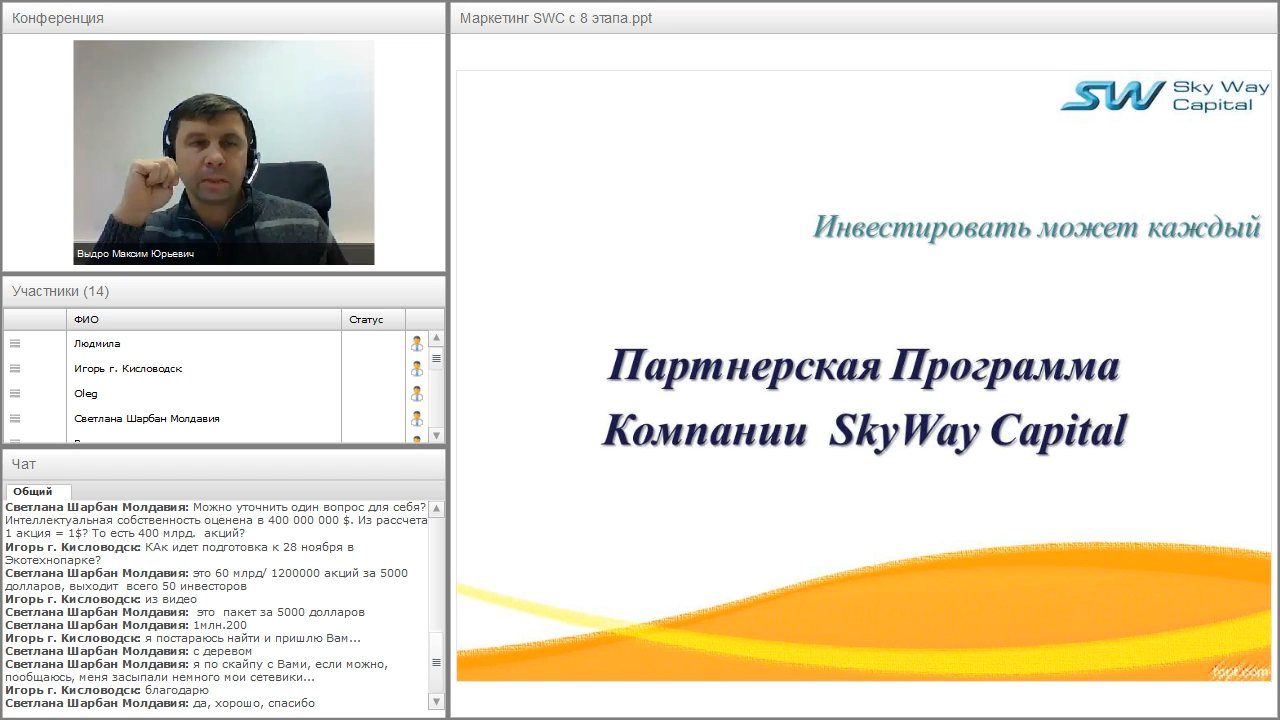 Конференция
Выдро Максим Юрьевич
Участники (14)
ФИО Статус
Людмила
Игорь г. Кисловодск
Oleg
Светлана Шарбан Молдавия
Чат
Общий
Светлана Шарбан Молдавия: Можно уточнить один вопрос для себя?
Интеллектуальная собственность оценена в 400 000 000 $. Из рассчета
1 акция = 1$? То есть 400 млрд. акций?
Игорь г. Кисловодск: КАк идет подготовка к 28 ноября в
Экотехнопарке?
Светлана Шарбан Молдавия: это 60 млрд/ 1200000 акций за 5000
долларов, выходит всего 50 инвесторов
Игорь г. Кисловодск: из видео
Светлана Шарбан Молдавия: это пакет за 5000 долларов
Светлана Шарбан Молдавия: 1млн.200
Игорь г. Кисловодск: я постараюсь найти и пришлю Вам...
Светлана Шарбан Молдавия: с деревом
Светлана Шарбан Молдавия: я по скайпу с Вами, если можно,
пообщаюсь, меня засыпали немного мои сетевики...
Игорь г. Кисловодск: благодарю
Светлана Шарбан Молдавия: да, хорошо, спасибо
Маркетинг SWC с 8 этапа.ppt
SW Sky Way
Capital
Инвестировать может каждый
Партнерская Программа
Компании SkyWay Capital